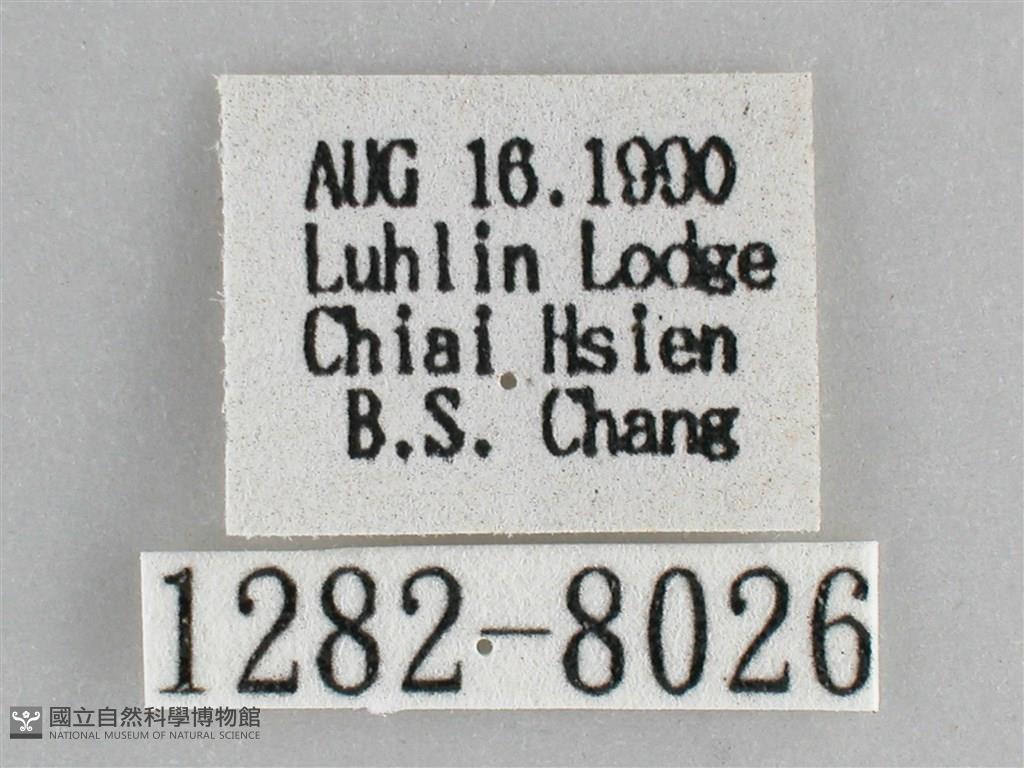 AUG 16.1990
Luhlin Lodge
Chiai Hsien
B.S. Chang
1282-8026
國立自然科學博物館
NATIONAL MUSEUM OF NATURAL SCIENCE